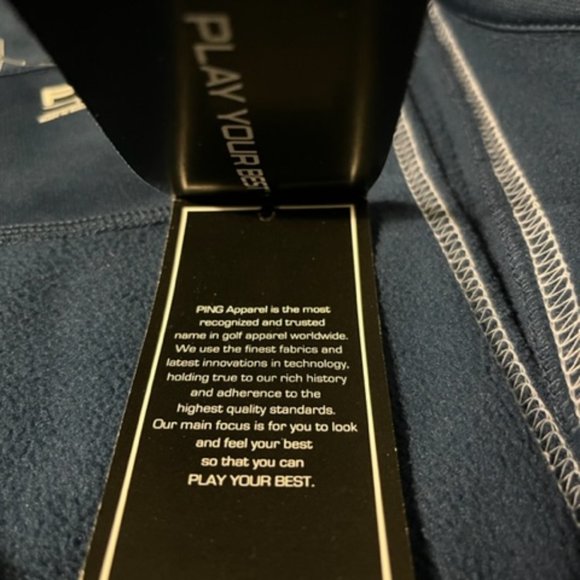 PLAY YOUR BEST
PING Apparel is the most
recognized and trusted
name in golf apparel worldwide.
We use the finest fabrics and
latest innovations in technology,
holding true to our rich history
and adherence to the
highest quality standards.
Our main focus is for you to look
and feel your best
so that you can
PLAY YOUR BEST.